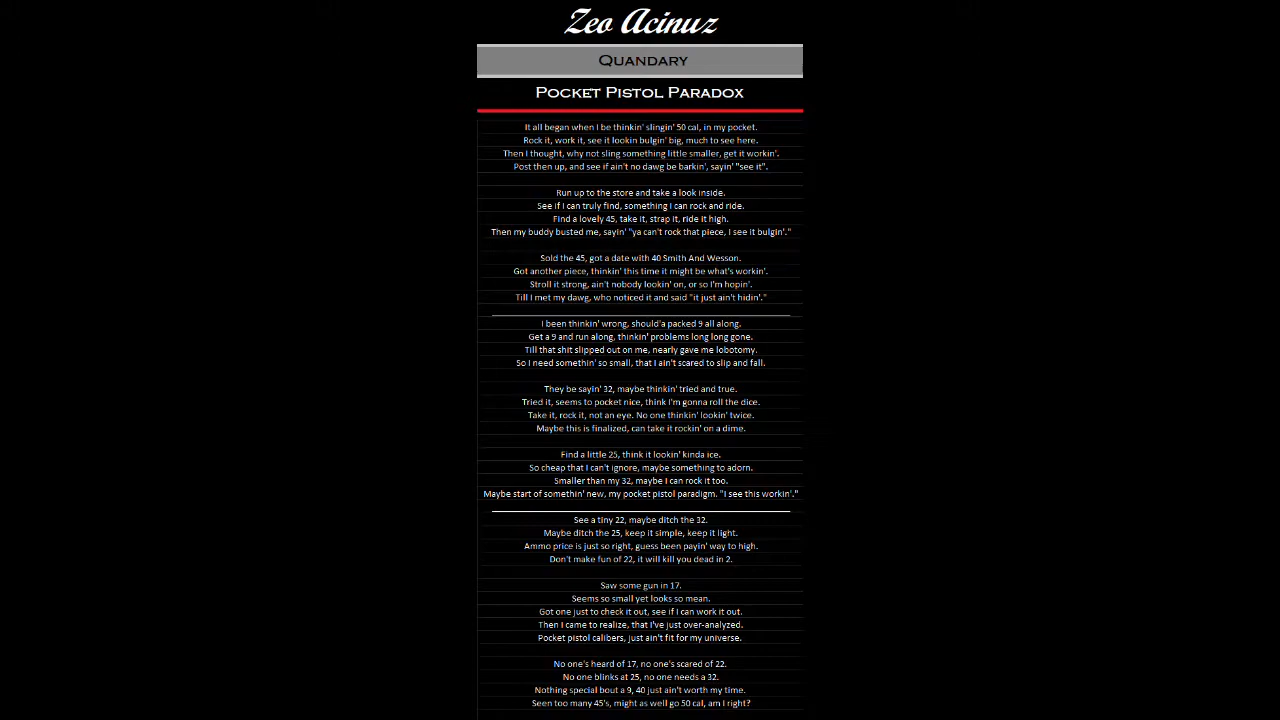 Zeo Acinuz
Quandary
Pocket Pistol Paradox
It all began when I be thinkin' slingin' 50 cal, in my pocket.
Rock it, work it, see it lookin bulgin' big, much to see here.
Then I thought, why not sling something little smaller, get it workin'.
Post then up, and see if ain't no dawg be barkin', sayin' "see it".
Run up to the store and take a look inside.
See if I can truly find, something I can rock and ride.
Find a lovely 45, take it, strap it, ride it high.
Then my buddy busted me, sayin' "ya can't rock that piece, I see it bulgin'."
Sold the 45, got a date with 40 Smith And Wesson.
Got another piece, thinkin' this time it might be what's workin'.
Stroll it strong, ain't nobody lookin' on, or so I'm hopin'.
Till I met my dawg, who noticed it and said "it just ain't hidin'."
I been thinkin' wrong, should'a packed 9 all along.
Get a 9 and run along, thinkin' problems long long gone.
Till that shit slipped out on me, nearly gave me lobotomy.
So I need somethin' so small, that I ain't scared to slip and fall.
They be sayin' 32, maybe thinkin' tried and true.
Tried it, seems to pocket nice, think I'm gonna roll the dice.
Take it, rock it, not an eye. No one thinkin' lookin' twice.
Maybe this is finalized, can take it rockin' on a dime.
Find a little 25, think it lookin' kinda ice.
So cheap that I can't ignore, maybe something to adorn.
Smaller than my 32, maybe I can rock it too.
Maybe start of somethin' new, my pocket pistol paradigm. "I see this workin'."
See a tiny 22, maybe ditch the 32.
Maybe ditch the 25, keep it simple, keep it light.
Ammo price is just so right, guess been payin' way to high.
Don't make fun of 22, it will kill you dead in 2.
Saw some gun in 17.
Seems so small yet looks so mean.
Got one just to check it out, see if I can work it out.
Then I came to realize, that I've just over-analyzed.
Pocket pistol calibers, just ain't fit for my universe.
No one's heard of 17, no one's scared of 22.
No one blinks at 25, no one needs a 32.
Nothing special bout a 9, 40 just ain't worth my time.
Seen too many 45's, might as well go 50 cal, am I right?